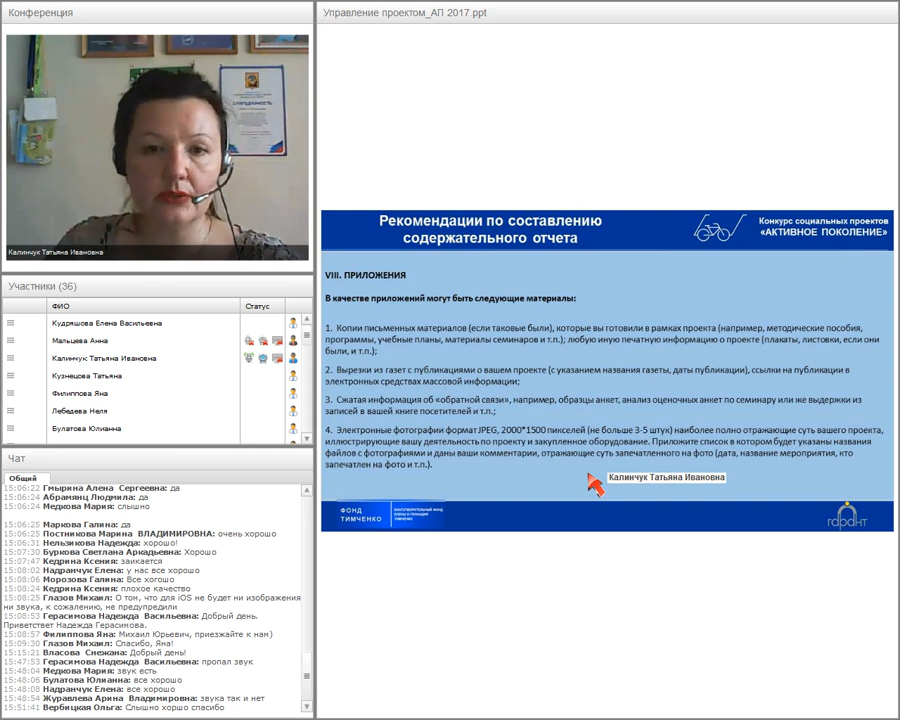 Конференция
БЛАГОДАРНОСТЬ
Калинчук Татьяна Ивановна
Участники (36)
ФИО
Статус
Кудряшова Елена Васильевна
Мальцева Анна
Калинчук Татьяна Ивановна
Кузнецова Татьяна
Филиппова Яна
Лебедева Неля
Булатова Юлианна
Чат
Общий
15:06:22 Гмырина Алена Сергеевна: да
15:06:24 Абрамянц Людмила: да
15:06:24 Медкова Мария: слышно
15:06:25 Маркова Галина: да
15:06:25 Постникова Марина ВЛАДИМИРОВНА: очень хорошо
15:06:31 Нельзикова Надежда: хорошо!
15:07:30 Буркова Светлана Аркадьевна: Хорошо
15:07:47 Кедрина Ксения: заикается
15:08:02 Надранчук Елена: у нас все хорошо
15:08:06 Морозова Галина: Все хогошо
15:08:24 Кедрина Ксения: плохое качество
15:08:25 Глазов Михаил: О том, что для iOS не будет ни изображения
ни звука, к сожалению, не предупредили
15:08:53 Герасимова Надежда Васильевна: Добрый день.
Приветствет Надежда Герасимова.
15:08:57 Филиппова Яна: Михаил Юрьевич, приезжайте к нам)
15:09:30 Глазов Михаил: Спасибо, Яна!
15:15:21 Власова Снежана: Добрый день!
15:47:53 Герасимова Надежда Васильевна: пропал звук
15:48:04 Медкова Мария: звук есть
15:48:06 Булатова Юлианна: все хорошо
15:48:08 Надранчук Елена: все хорошо
15:48:54 Журавлева Арина Владимировна: звука так и нет
15:51:41 Вербицкая Ольга: Слышно хоршо спасибо
Управление проектом_АП 2017.ppt
Рекомендации по составлению
содержательного отчета
Конкурс социальных проектов
«АКТИВНОЕ ПОКОЛЕНИЕ»
VIII. ПРИЛОЖЕНИЯ
В качестве приложений могут быть следующие материалы:
1. Копии письменных материалов (если таковые были), которые вы готовили в рамках проекта (например, методические пособия,
программы, учебные планы, материалы семинаров и т.п.); любую иную печатную информацию о проекте (плакаты, листовки, если они
были, и т.п.);
2. Вырезки из газет с публикациями о вашем проекте (с указанием названия газеты, даты публикации), ссылки на публикации в
электронных средствах массовой информации;
3. Сжатая информация об «обратной связи», например, образцы анкет, анализ оценочных анкет по семинару или же выдержки из
записей в вашей книге посетителей и т.п.;
4. Электронные фотографии формат JPEG, 2000*1500 пикселей (не больше 3-5 штук) наиболее полно отражающие суть вашего проекта,
иллюстрирующие вашу деятельность по проекту и закупленное оборудование. Приложите список в котором будет указаны названия
файлов с фотографиями и даны ваши комментарии, отражающие суть запечатленного на фото (дата, название мероприятия, кто
запечатлен на фото и т.п.).
Калинчук Татьяна Ивановна
ФОНД
ТИМЧЕНКО
БЛАГОТВОРИТЕЛЬНЫЙ ФОНД
ЕЛЕНЫ И ГЕННАДИЯ
ТИМЧЕНКО
гарант